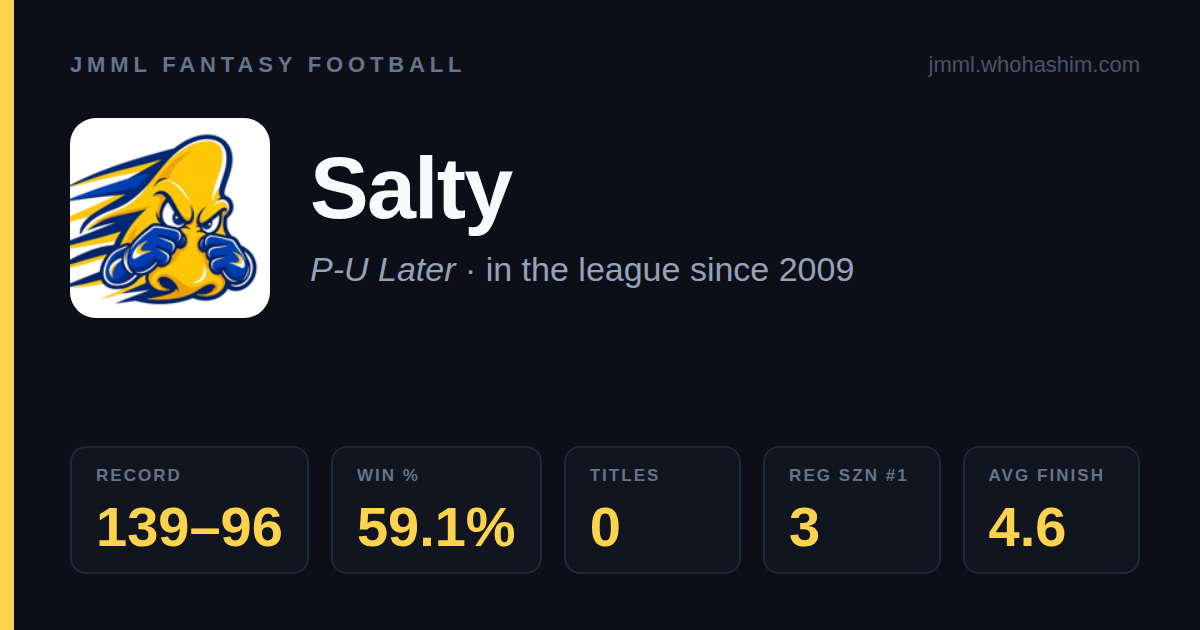 JMML FANTASY FOOTBALL
jmml.whohashim.com
Salty
P-U Later · in the league since 2009
RECORD
139–96
WIN %
59.1%
TITLES
0
REG SZN #1
3
AVG FINISH
4.6